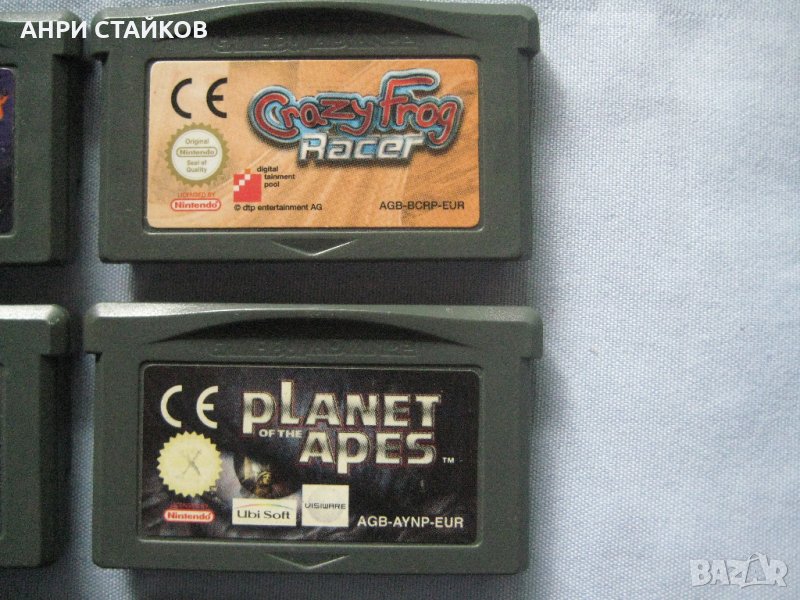 АНРИ СТАЙКОВ
CE
Crazy Frog
Racer
Original
Nintendo
Seal of
Quality
LICENSED BY
Nintendo
digital
tainment
pool
© dtp entertainment AG
AGB-BCRP-EUR
CE
PLANET
OF THE
APES
TM
Nintendo
Ubi Soft
VISIWARE
AGB-AYNP-EUR
BAZAR